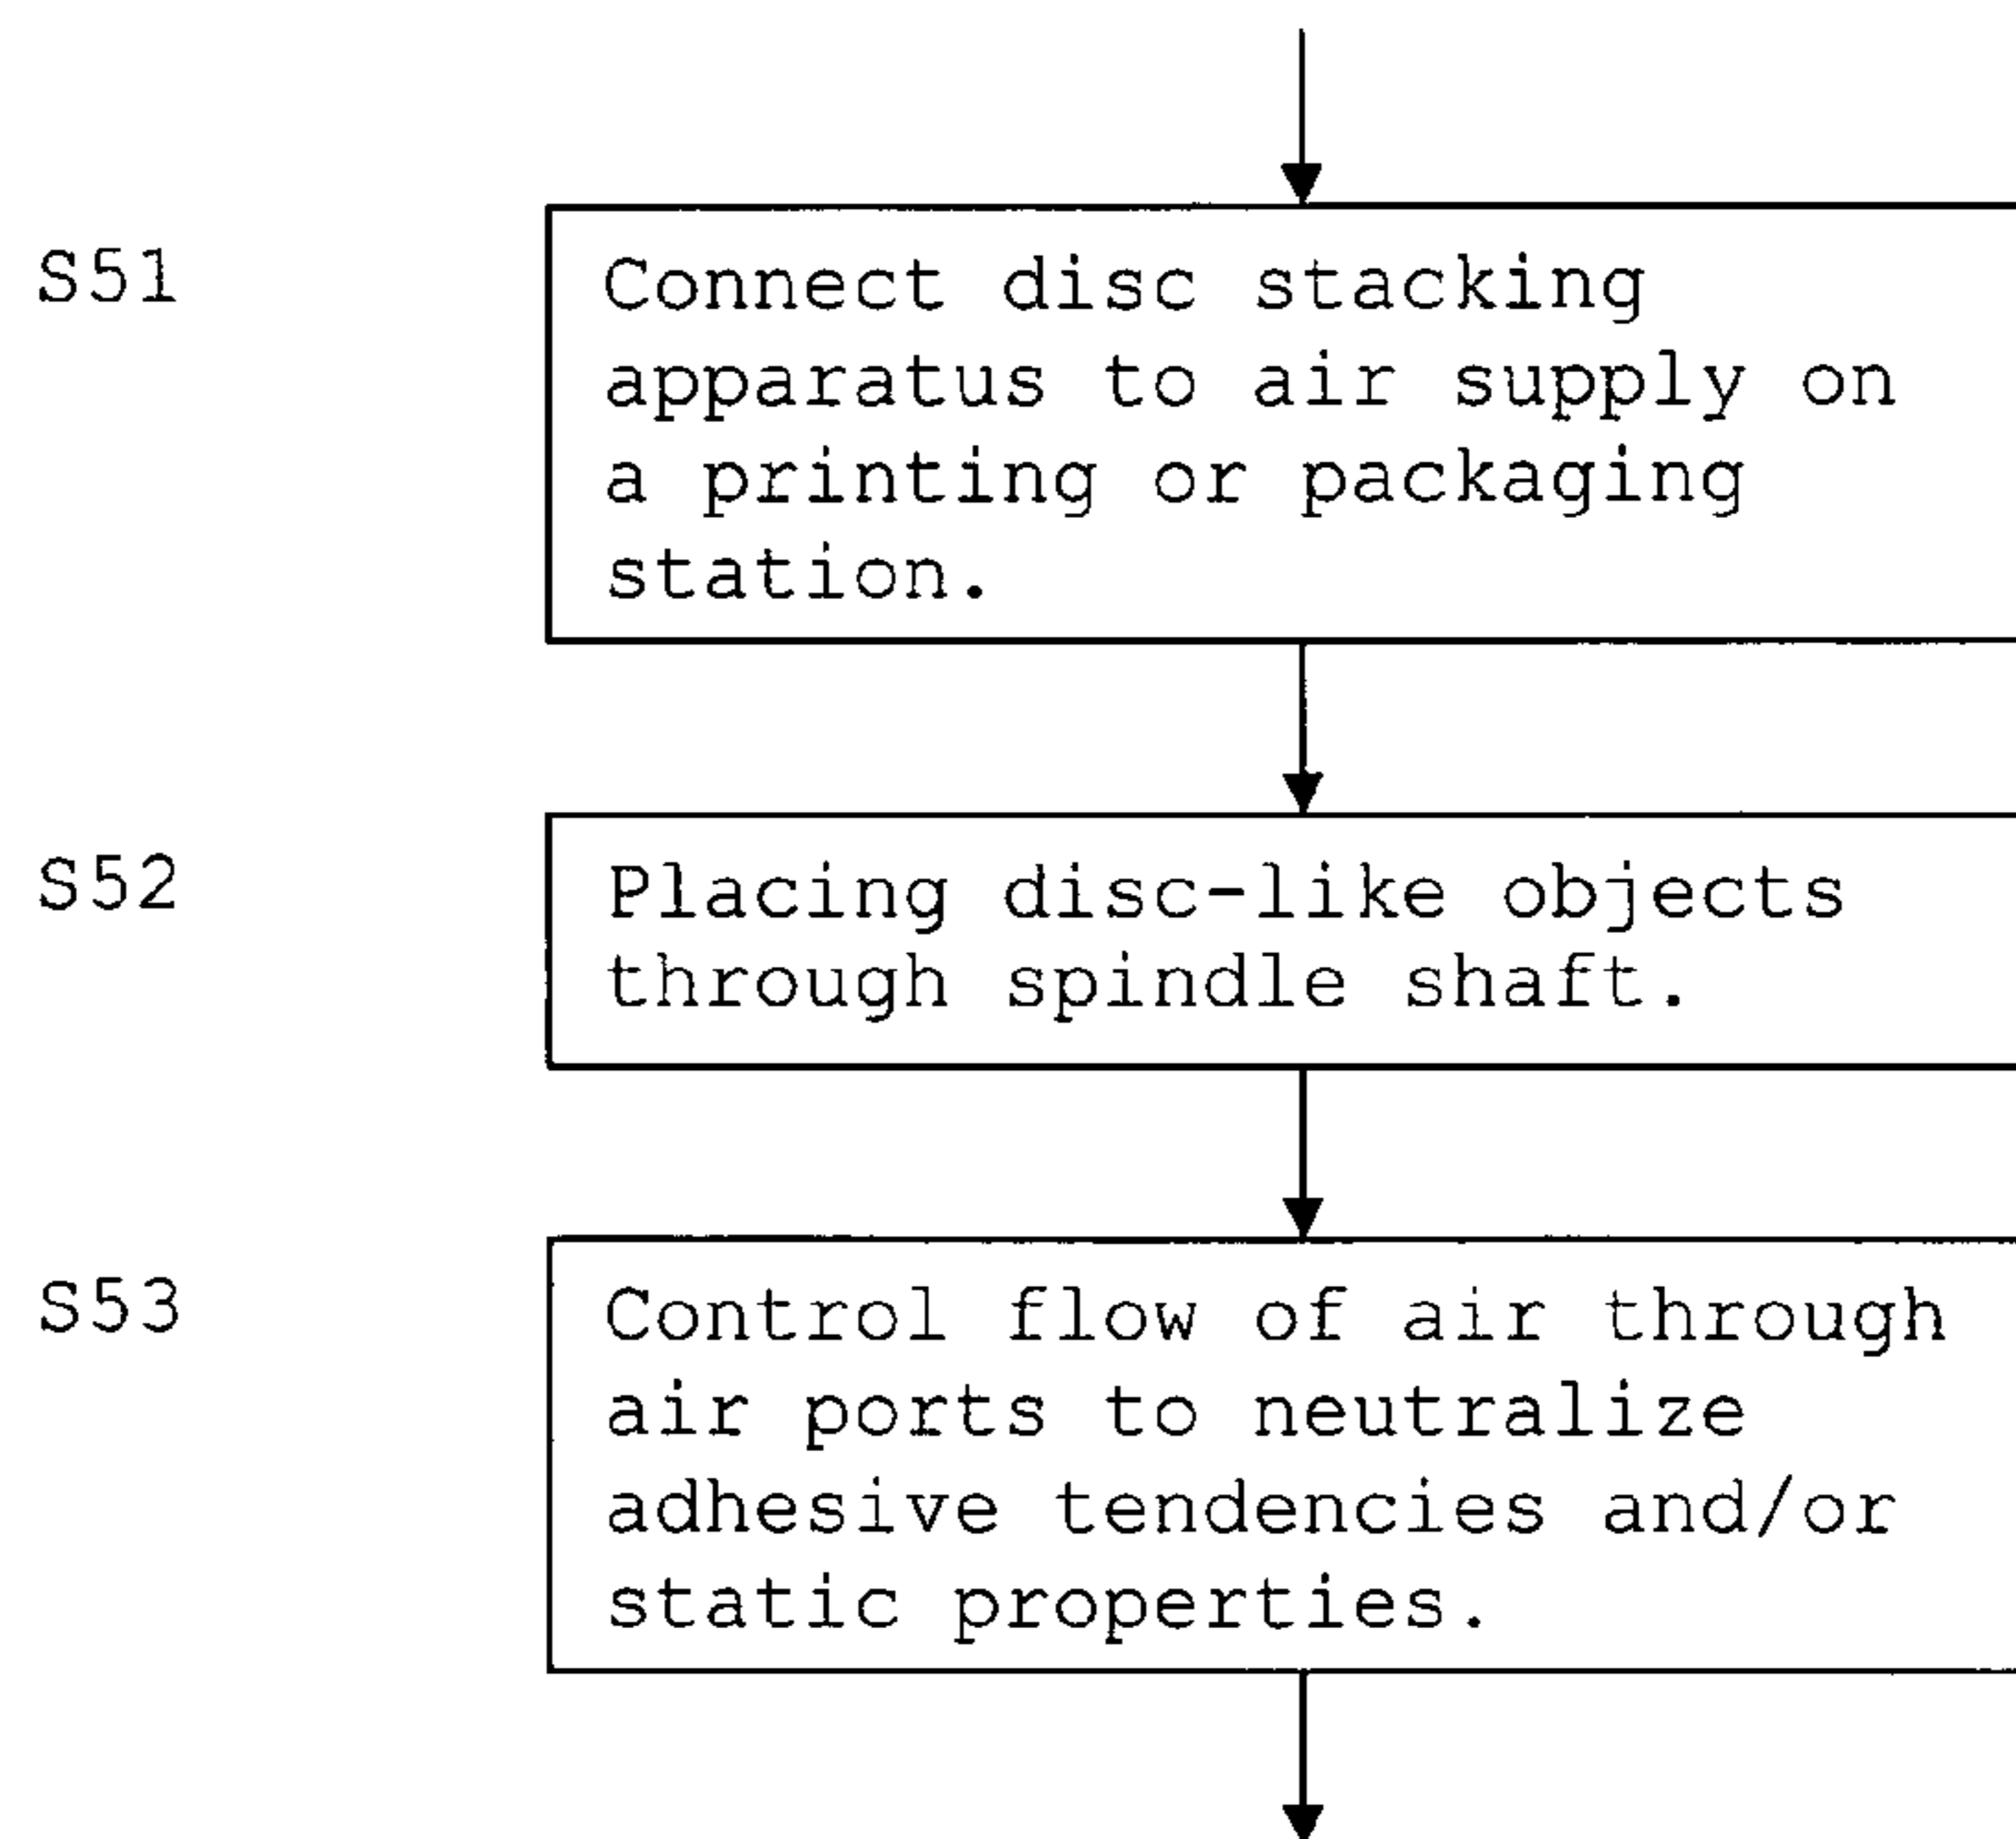 S51
Connect disc stacking
apparatus to air supply on
a printing or packaging
station.
S52
Placing disc-like objects
through spindle shaft.
S53
Control flow of air through
air ports to neutralize
adhesive tendencies and/or
static properties.